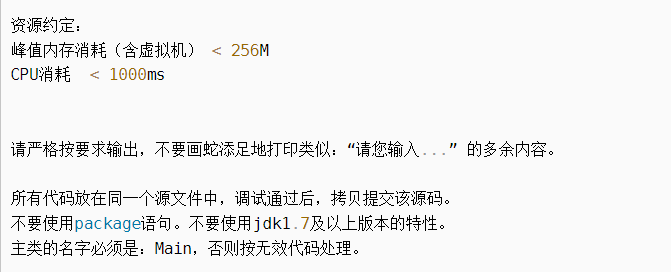 资源约定：
峰值内存消耗（含虚拟机） < 256M
CPU消耗  < 1000ms
请严格按要求输出，不要画蛇添足地打印类似：“请您输入...” 的多余内容。
所有代码放在同一个源文件中，调试通过后，拷贝提交该源码。
不要使用package语句。不要使用jdk1.7及以上版本的特性。
主类的名字必须是：Main，否则按无效代码处理。